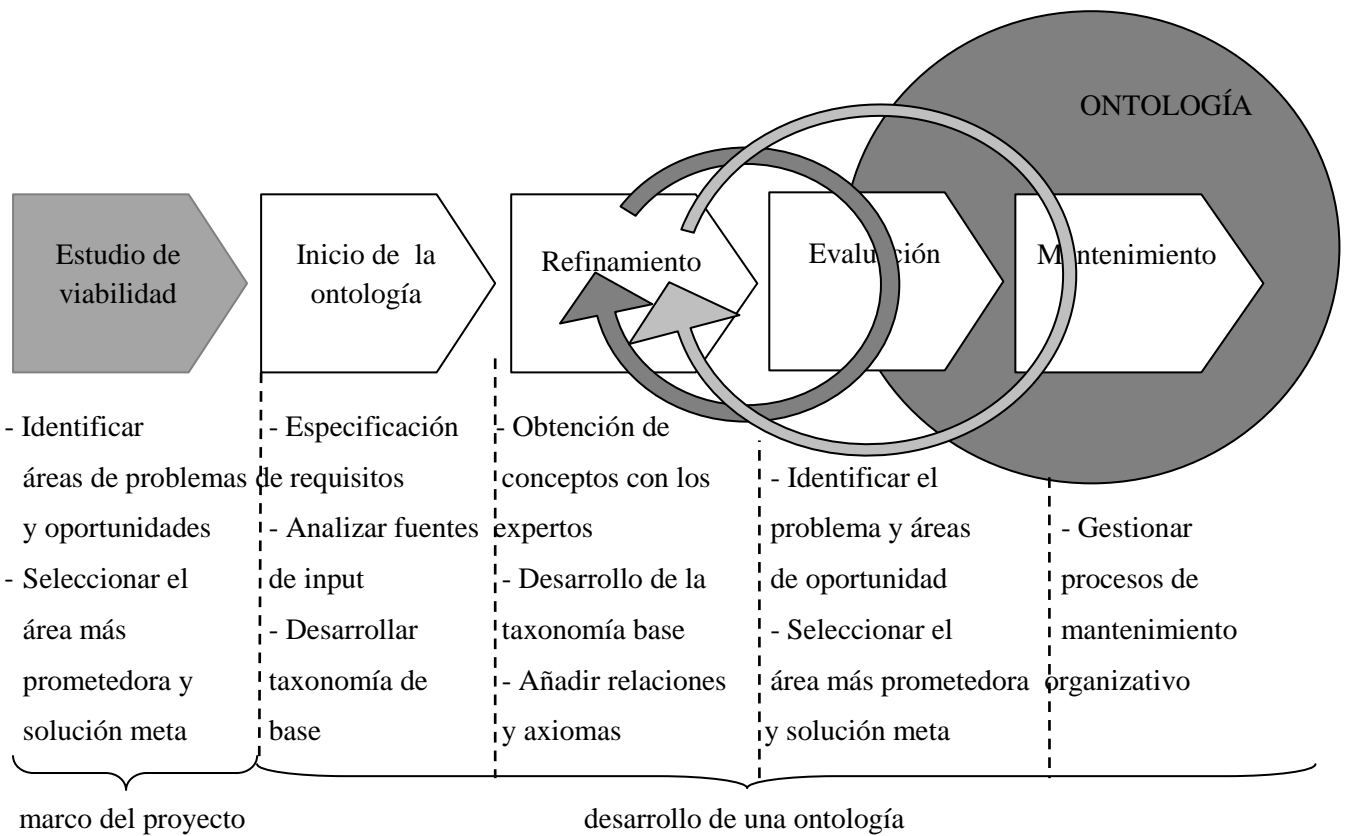 ONTOLOGÍA
Estudio de
viabilidad
Inicio de la
ontología
Refinamiento
Evaluación
Mantenimiento
- Identificar
áreas de problemas
y oportunidades
- Seleccionar el
área más
prometedora y
solución meta
- Especificación
de requisitos
- Analizar fuentes
de input
- Desarrollar
taxonomía de
base
- Obtención de
conceptos con los
expertos
- Desarrollo de la
taxonomía base
- Añadir relaciones
y axiomas
- Identificar el
problema y áreas
de oportunidad
- Seleccionar el
área más prometedora
y solución meta
- Gestionar
procesos de
mantenimiento
organizativo
marco del proyecto
desarrollo de una ontología